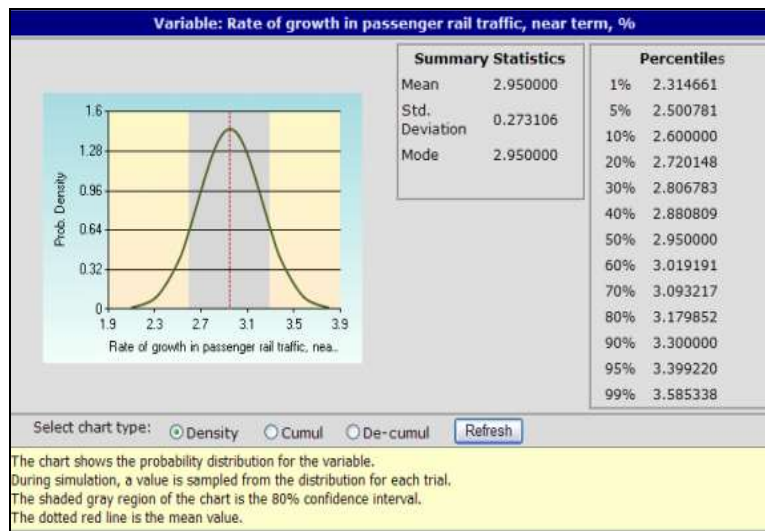 Variable: Rate of growth in passenger rail traffic, near term, %
1.6
1.28
0.96
0.64
0.32
0
Prob. Density
1.9 2.3 2.7 3.1 3.5 3.9
Rate of growth in passenger rail traffic, nea..
Summary Statistics
Mean 2.950000
Std. Deviation 0.273106
Mode 2.950000
Percentiles
1% 2.314661
5% 2.500781
10% 2.600000
20% 2.720148
30% 2.806783
40% 2.880809
50% 2.950000
60% 3.019191
70% 3.093217
80% 3.179852
90% 3.300000
95% 3.399220
99% 3.585338
Select chart type: Density Cumul De-cumul Refresh
The chart shows the probability distribution for the variable.
During simulation, a value is sampled from the distribution for each trial.
The shaded gray region of the chart is the 80% confidence interval.
The dotted red line is the mean value.